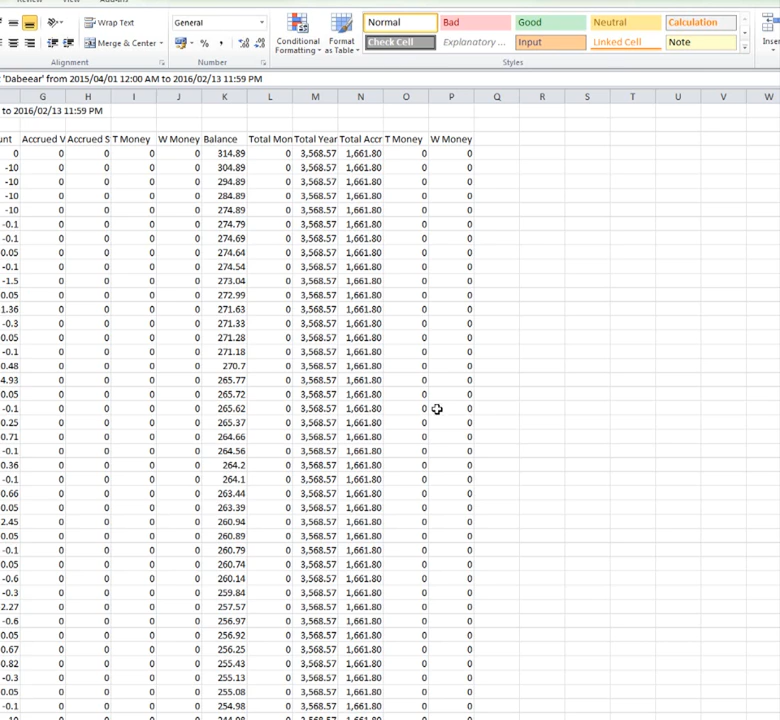 Wrap Text General Normal Bad Good Neutral Calculation
Merge & Center $ % , Conditional Formatting Format as Table Check Cell Explanatory ... Input Linked Cell Note Inser
Alignment Number Styles
'Dabeear' from 2015/04/01 12:00 AM to 2016/02/13 11:59 PM
G H I J K L M N O P Q R S T U V W
to 2016/02/13 11:59 PM
unt Accrued V Accrued S T Money W Money Balance Total Mon Total Year Total Accr T Money W Money
0 0 0 0 0 314.89 0 3,568.57 1,661.80 0 0
-10 0 0 0 0 304.89 0 3,568.57 1,661.80 0 0
-10 0 0 0 0 294.89 0 3,568.57 1,661.80 0 0
-10 0 0 0 0 284.89 0 3,568.57 1,661.80 0 0
-10 0 0 0 0 274.89 0 3,568.57 1,661.80 0 0
-0.1 0 0 0 0 274.79 0 3,568.57 1,661.80 0 0
-0.1 0 0 0 0 274.69 0 3,568.57 1,661.80 0 0
0.05 0 0 0 0 274.64 0 3,568.57 1,661.80 0 0
-0.1 0 0 0 0 274.54 0 3,568.57 1,661.80 0 0
-1.5 0 0 0 0 273.04 0 3,568.57 1,661.80 0 0
0.05 0 0 0 0 272.99 0 3,568.57 1,661.80 0 0
1.36 0 0 0 0 271.63 0 3,568.57 1,661.80 0 0
-0.3 0 0 0 0 271.33 0 3,568.57 1,661.80 0 0
0.05 0 0 0 0 271.28 0 3,568.57 1,661.80 0 0
-0.1 0 0 0 0 271.18 0 3,568.57 1,661.80 0 0
0.48 0 0 0 0 270.7 0 3,568.57 1,661.80 0 0
4.93 0 0 0 0 265.77 0 3,568.57 1,661.80 0 0
0.05 0 0 0 0 265.72 0 3,568.57 1,661.80 0 0
-0.1 0 0 0 0 265.62 0 3,568.57 1,661.80 0 0
0.25 0 0 0 0 265.37 0 3,568.57 1,661.80 0 0
0.71 0 0 0 0 264.66 0 3,568.57 1,661.80 0 0
-0.1 0 0 0 0 264.56 0 3,568.57 1,661.80 0 0
0.36 0 0 0 0 264.2 0 3,568.57 1,661.80 0 0
-0.1 0 0 0 0 264.1 0 3,568.57 1,661.80 0 0
0.66 0 0 0 0 263.44 0 3,568.57 1,661.80 0 0
0.05 0 0 0 0 263.39 0 3,568.57 1,661.80 0 0
2.45 0 0 0 0 260.94 0 3,568.57 1,661.80 0 0
0.05 0 0 0 0 260.89 0 3,568.57 1,661.80 0 0
-0.1 0 0 0 0 260.79 0 3,568.57 1,661.80 0 0
0.05 0 0 0 0 260.74 0 3,568.57 1,661.80 0 0
-0.6 0 0 0 0 260.14 0 3,568.57 1,661.80 0 0
-0.3 0 0 0 0 259.84 0 3,568.57 1,661.80 0 0
2.27 0 0 0 0 257.57 0 3,568.57 1,661.80 0 0
-0.6 0 0 0 0 256.97 0 3,568.57 1,661.80 0 0
0.05 0 0 0 0 256.92 0 3,568.57 1,661.80 0 0
0.67 0 0 0 0 256.25 0 3,568.57 1,661.80 0 0
0.82 0 0 0 0 255.43 0 3,568.57 1,661.80 0 0
-0.3 0 0 0 0 255.13 0 3,568.57 1,661.80 0 0
0.05 0 0 0 0 255.08 0 3,568.57 1,661.80 0 0
-0.1 0 0 0 0 254.98 0 3,568.57 1,661.80 0 0